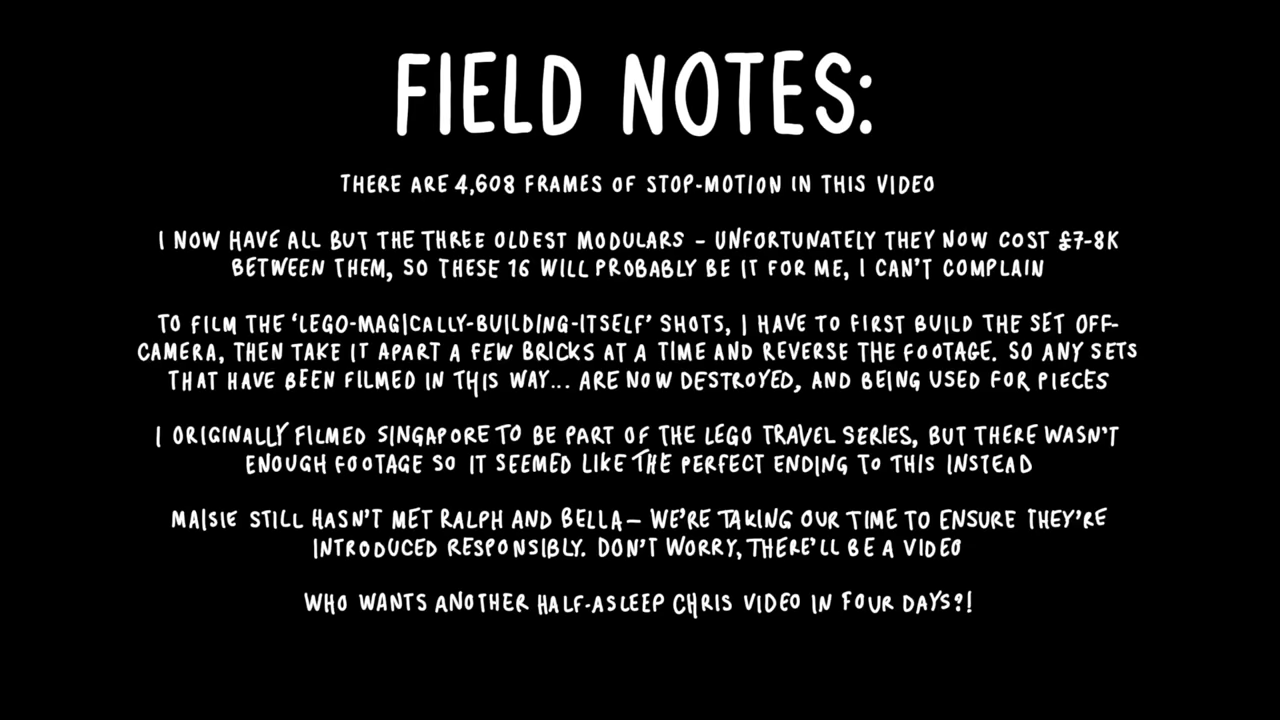 FIELD NOTES:
THERE ARE 4,608 FRAMES OF STOP-MOTION IN THIS VIDEO
I NOW HAVE ALL BUT THE THREE OLDEST MODULARS - UNFORTUNATELY THEY NOW COST £7-8K
BETWEEN THEM, SO THESE 16 WILL PROBABLY BE IT FOR ME, I CAN'T COMPLAIN
TO FILM THE 'LEGO-MAGICALLY-BUILDING-ITSELF' SHOTS, I HAVE TO FIRST BUILD THE SET OFF-
CAMERA, THEN TAKE IT APART A FEW BRICKS AT A TIME AND REVERSE THE FOOTAGE. SO ANY SETS
THAT HAVE BEEN FILMED IN THIS WAY... ARE NOW DESTROYED, AND BEING USED FOR PIECES
I ORIGINALLY FILMED SINGAPORE TO BE PART OF THE LEGO TRAVEL SERIES, BUT THERE WASN'T
ENOUGH FOOTAGE SO IT SEEMED LIKE THE PERFECT ENDING TO THIS INSTEAD
MAISIE STILL HASN'T MET RALPH AND BELLA- WE'RE TAKING OUR TIME TO ENSURE THEY'RE
INTRODUCED RESPONSIBLY. DON'T WORRY, THERE'LL BE A VIDEO
WHO WANTS ANOTHER HALF-ASLEEP CHRIS VIDEO IN FOUR DAYS?!